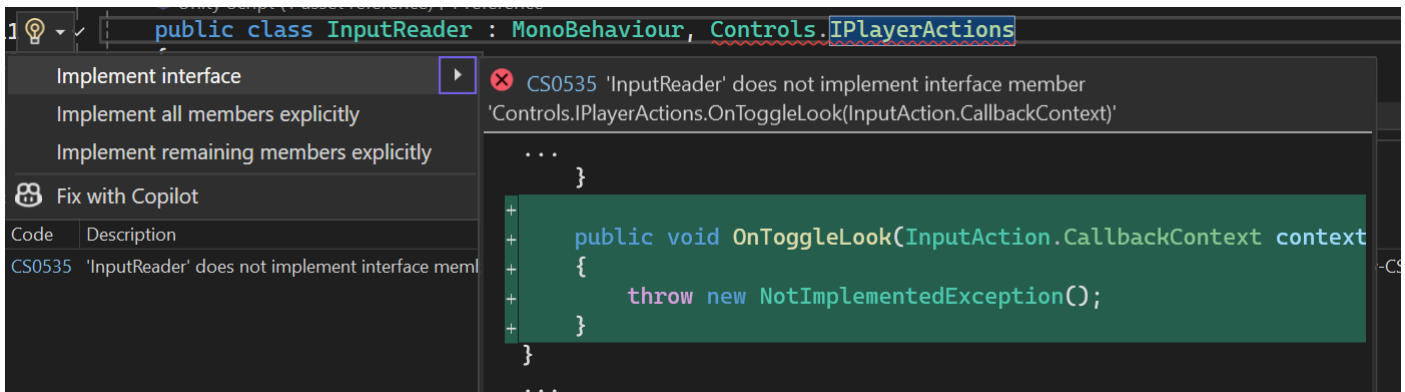 public class InputReader : MonoBehaviour, Controls.IPlayerActions
Implement interface
Implement all members explicitly
Implement remaining members explicitly
Fix with Copilot
Code Description
CS0535 'InputReader' does not implement interface
CS0535 'InputReader' does not implement interface member
'Controls.IPlayerActions.OnToggleLook(InputAction.CallbackContext)'
...
}
+
+ public void OnToggleLook(InputAction.CallbackContext context
+ {
+ throw new NotImplementedException();
+ }
}
...